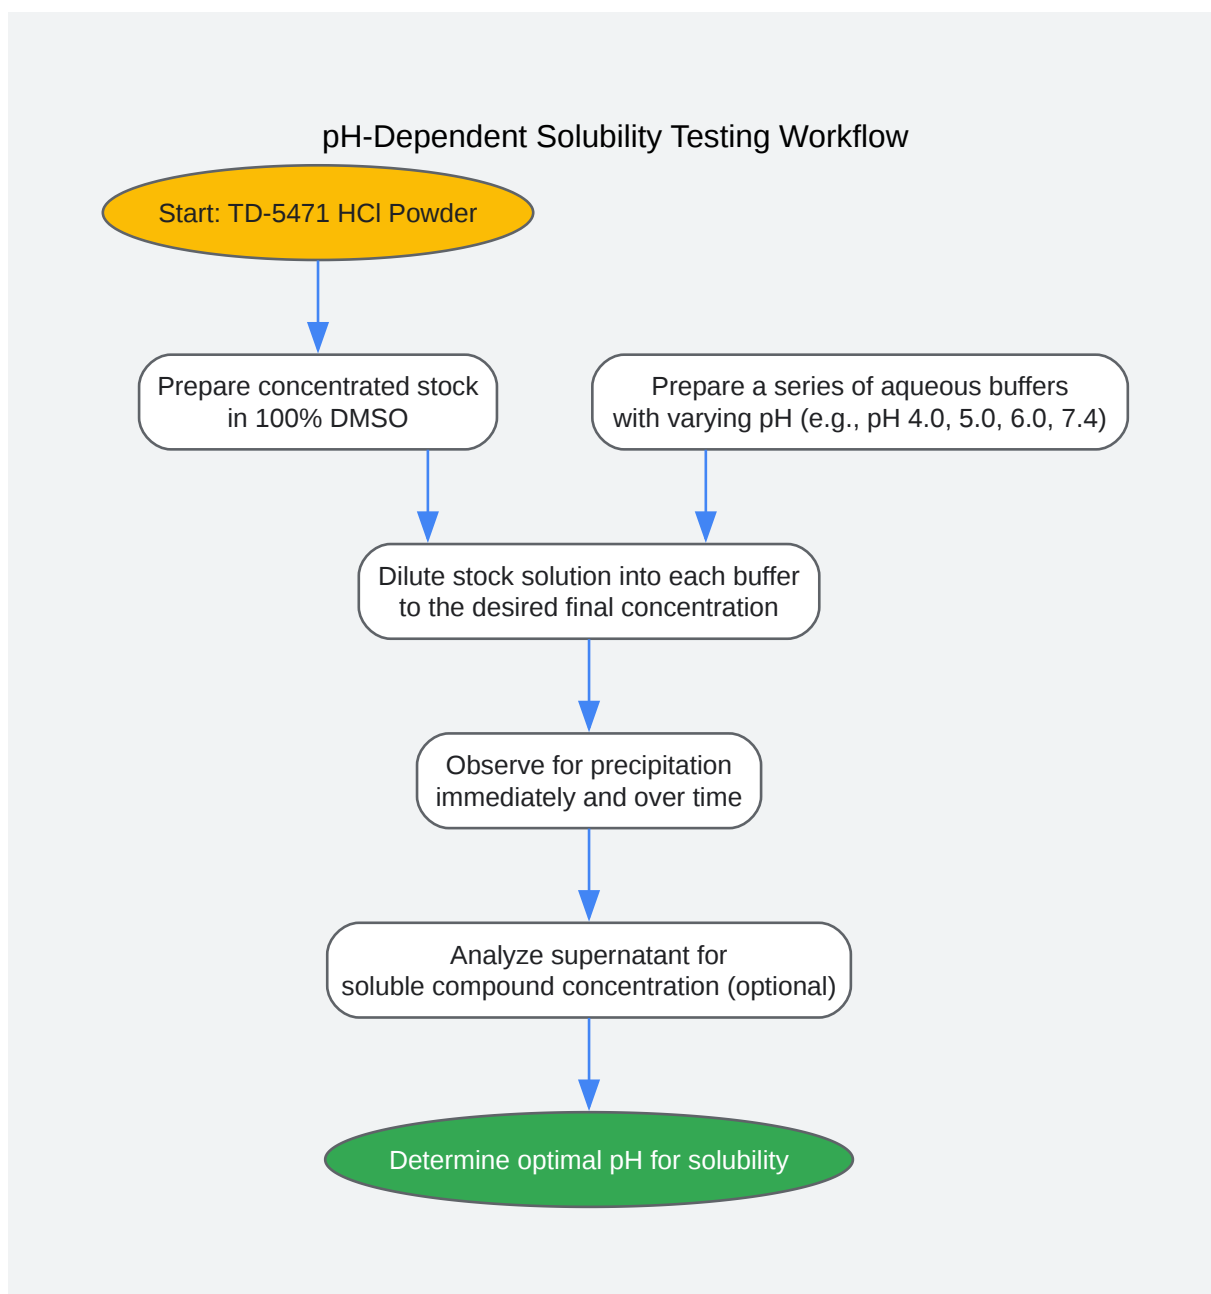 pH-Dependent Solubility Testing Workflow
Start: TD-5471 HCl Powder
Prepare concentrated stock
in 100% DMSO
Prepare a series of aqueous buffers
with varying pH (e.g., pH 4.0, 5.0, 6.0, 7.4)
Dilute stock solution into each buffer
to the desired final concentration
Observe for precipitation
immediately and over time
Analyze supernatant for
soluble compound concentration (optional)
Determine optimal pH for solubility